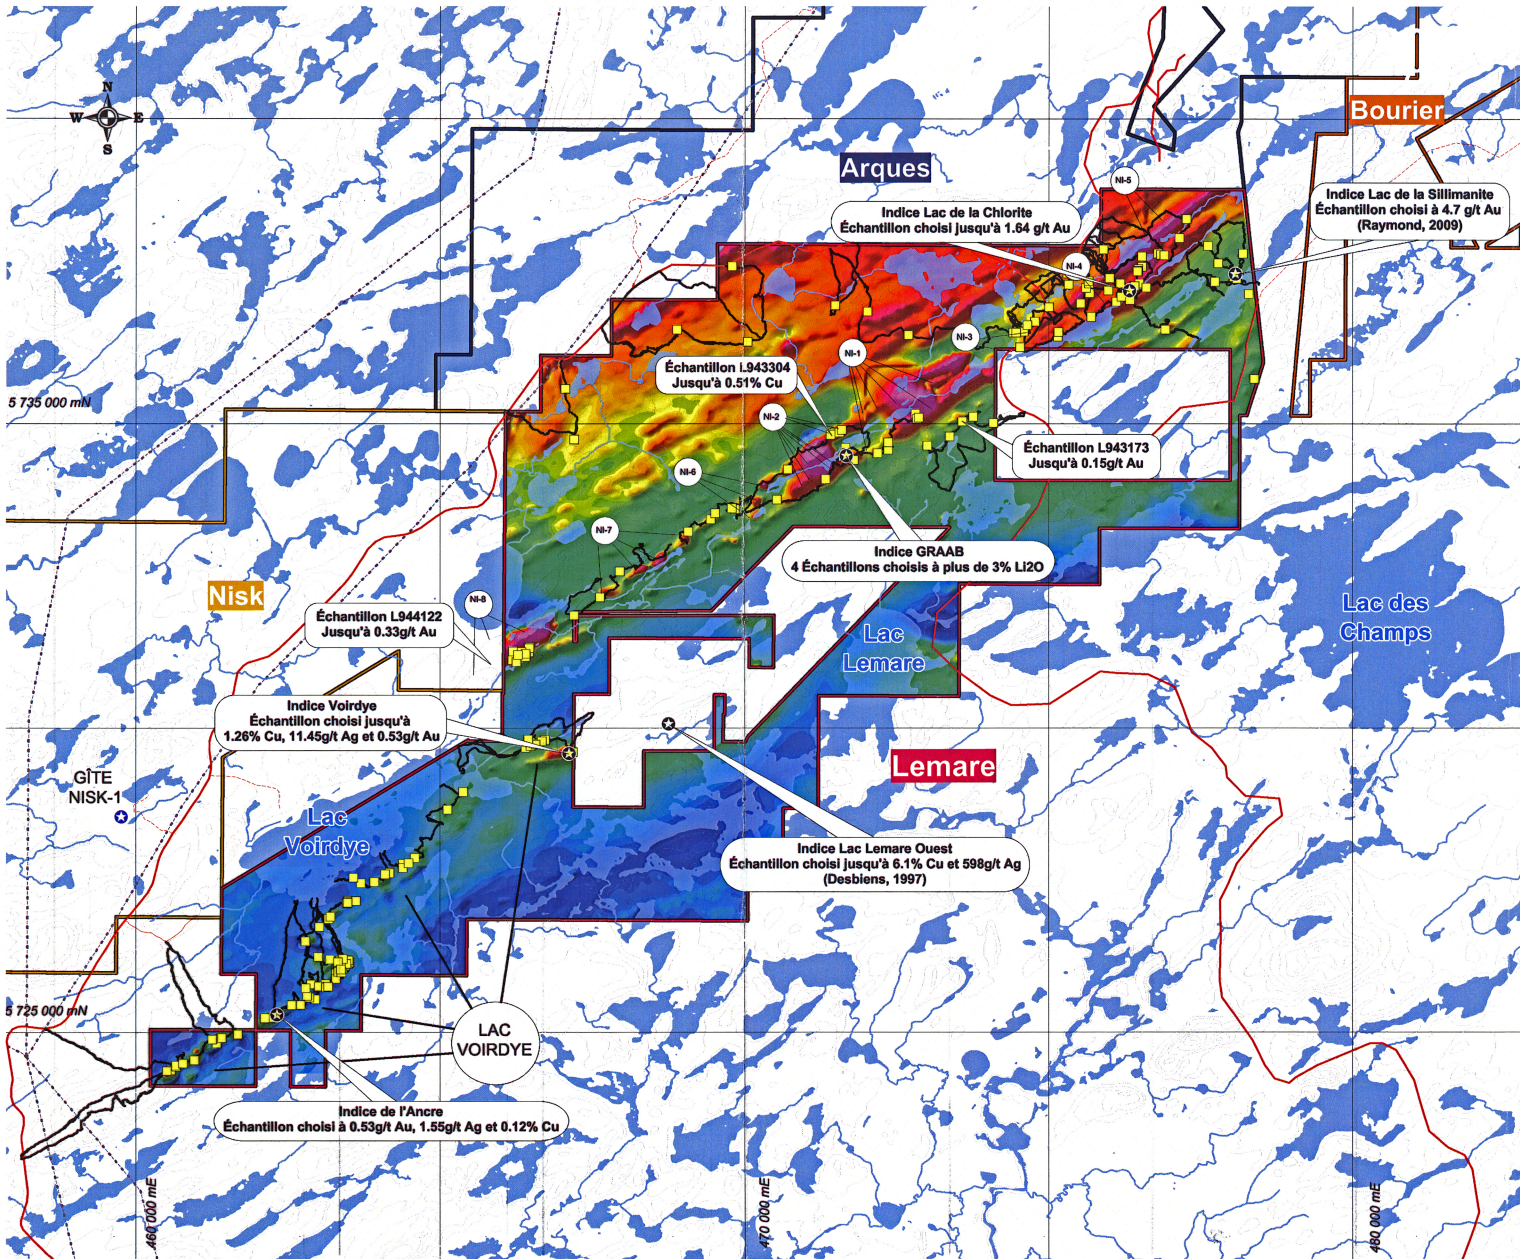 N
W
E
S
Bourier
Arques
NI-5
Indice Lac de la Sillimanite
Échantillon choisi à 4.7 g/t Au
(Raymond, 2009)
Indice Lac de la Chlorite
Échantillon choisi jusqu'à 1.64 g/t Au
NI-4
NI-3
NI-1
Échantillon L943304
Jusqu'à 0.51% Cu
5 735 000 mN
NI-2
Échantillon L943173
Jusqu'à 0.15g/t Au
NI-6
NI-7
Indice GRAAB
4 Échantillons choisis à plus de 3% Li2O
Nisk
NI-8
Échantillon L944122
Jusqu'à 0.33g/t Au
Lac des
Champs
Lac
Lemare
Indice Voirdye
Échantillon choisi jusqu'à
1.26% Cu, 11.45g/t Ag et 0.53g/t Au
Lemare
GÎTE
NISK-1
Lac
Voirdye
Indice Lac Lemare Ouest
Échantillon choisi jusqu'à 6.1% Cu et 598g/t Ag
(Desbiens, 1997)
5 725 000 mN
LAC
VOIRDYE
Indice de l'Ancre
Échantillon choisi à 0.53g/t Au, 1.55g/t Ag et 0.12% Cu
460 000 mE
470 000 mE
480 000 mE